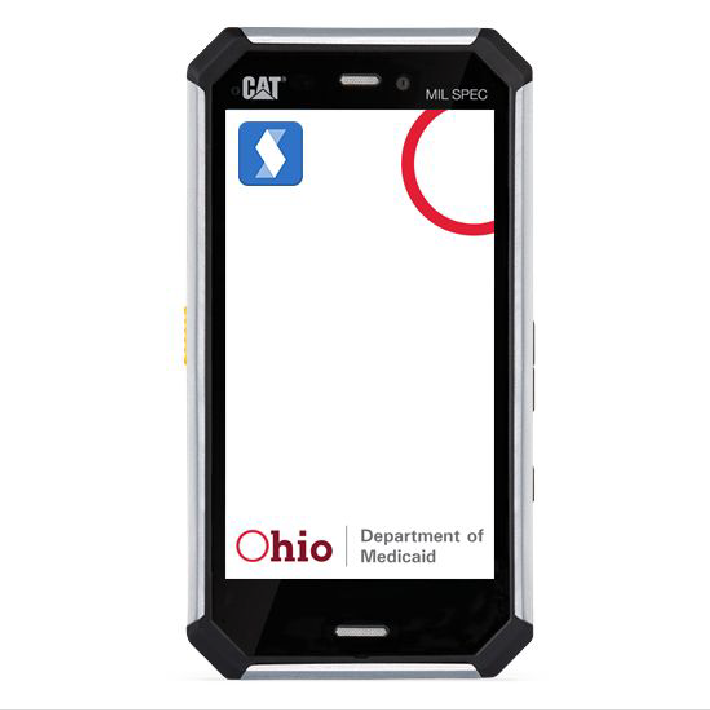 CAT®
MIL SPEC
Ohio
Department of
Medicaid